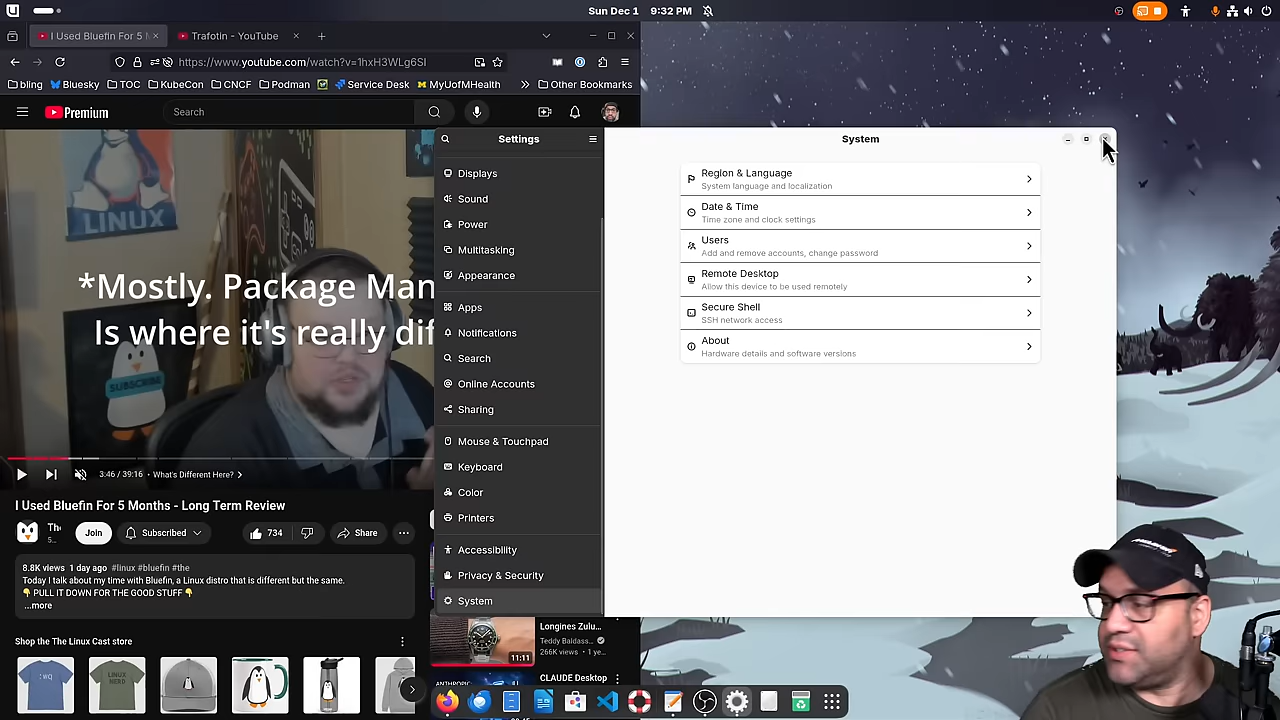 Sun Dec 1 9:32 PM
I Used Bluefin For 5 M
Trafotin - YouTube
https://www.youtube.com/watch?v=1hxH3WLg6SI
bling
Bluesky
TOC
KubeCon
CNCF
Podman
Service Desk
MyUofMHealth
Other Bookmarks
Premium
Search
LINUX
*Mostly. Package Man
Is where it's really dif
SUBSCRIBE
3:46 / 39:16 • What's Different Here?
I Used Bluefin For 5 Months - Long Term Review
Th
5...
Join
Subscribed
734
Share
8.8K views 1 day ago #linux #bluefin #the
Today I talk about my time with Bluefin, a Linux distro that is different but the same.
PULL IT DOWN FOR THE GOOD STUFF
...more
Shop the The Linux Cast store
:wq
LINUX
NERD
Longines Zulu...
Teddy Baldass...
266K views • 1 ye...
11:11
ANTHROPIC
CLAUDE Desktop
Settings
Displays
Sound
Power
Multitasking
Appearance
Apps
Notifications
Search
Online Accounts
Sharing
Mouse & Touchpad
Keyboard
Color
Printers
Accessibility
Privacy & Security
System
System
Region & Language
System language and localization
Date & Time
Time zone and clock settings
Users
Add and remove accounts, change password
Remote Desktop
Allow this device to be used remotely
Secure Shell
SSH network access
About
Hardware details and software versions